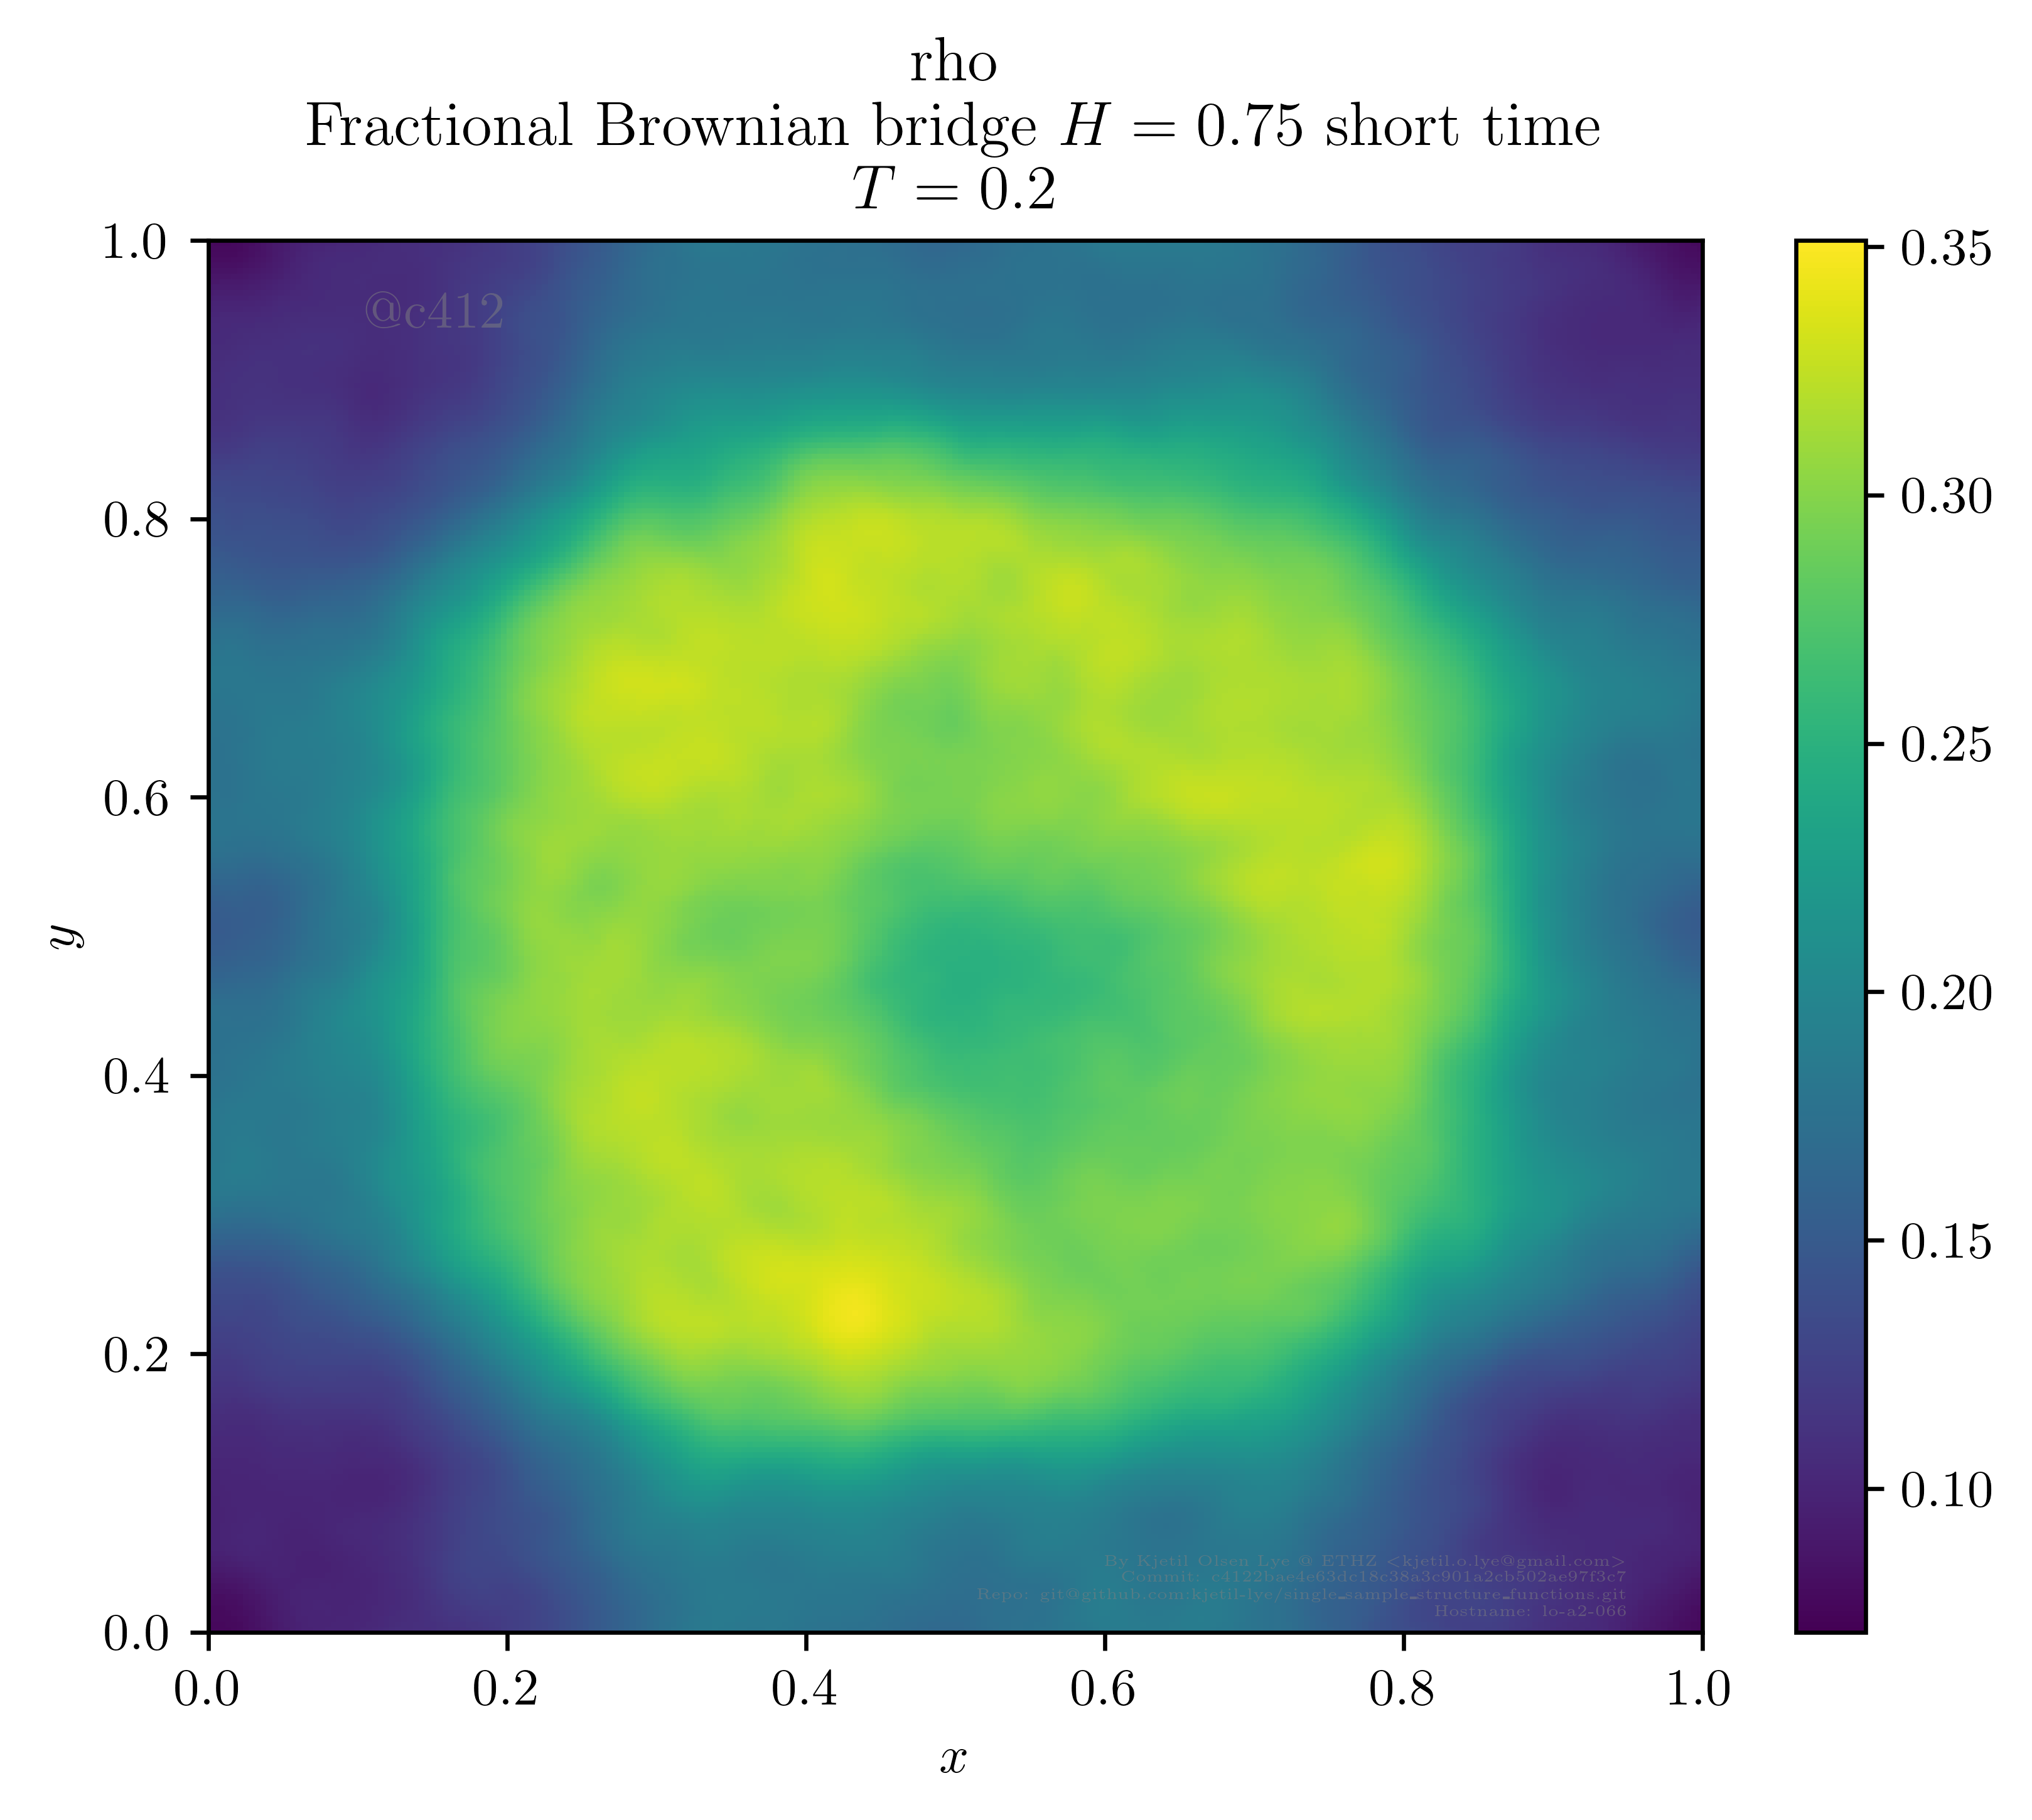 rho
Fractional Brownian bridge H = 0.75 short time
T = 0.2
1.0
0.8
0.6
0.4
0.2
0.0
y
0.0 0.2 0.4 0.6 0.8 1.0
x
0.35
0.30
0.25
0.20
0.15
0.10
@c412
By Kjetil Olsen Lye @ ETHZ <kjetil.o.lye@gmail.com>
Commit: c4122bae4e63dc18c38a3c901a2cb502ae97f3c7
Repo: git@github.com:kjetil-lye/single_sample_structure_functions.git
Hostname: lo-a2-066